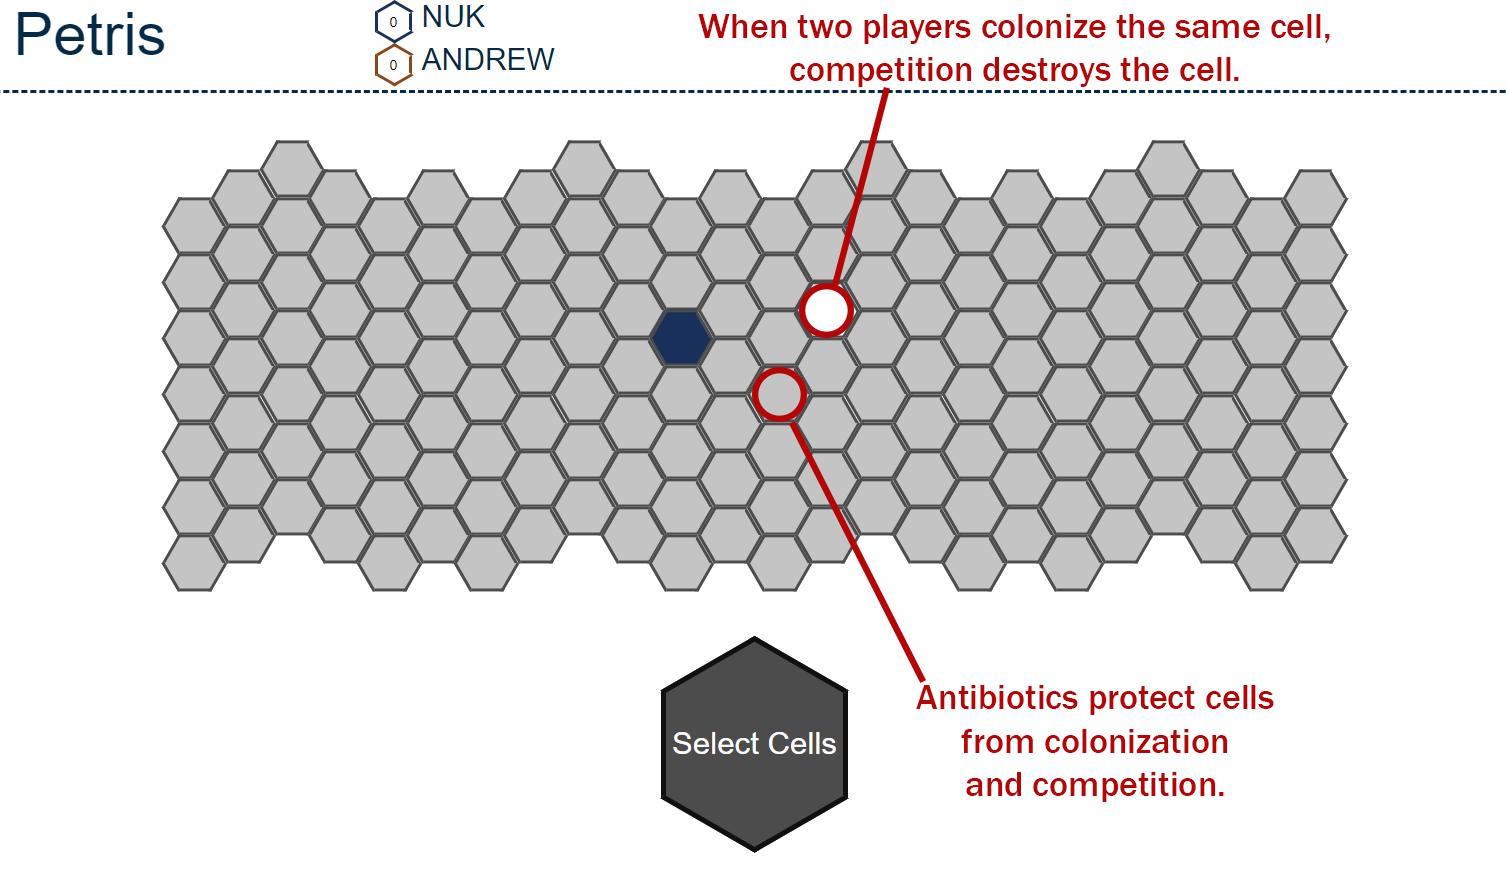 Petris
0 NUK
0 ANDREW
When two players colonize the same cell,
competition destroys the cell.
Select Cells
Antibiotics protect cells
from colonization
and competition.